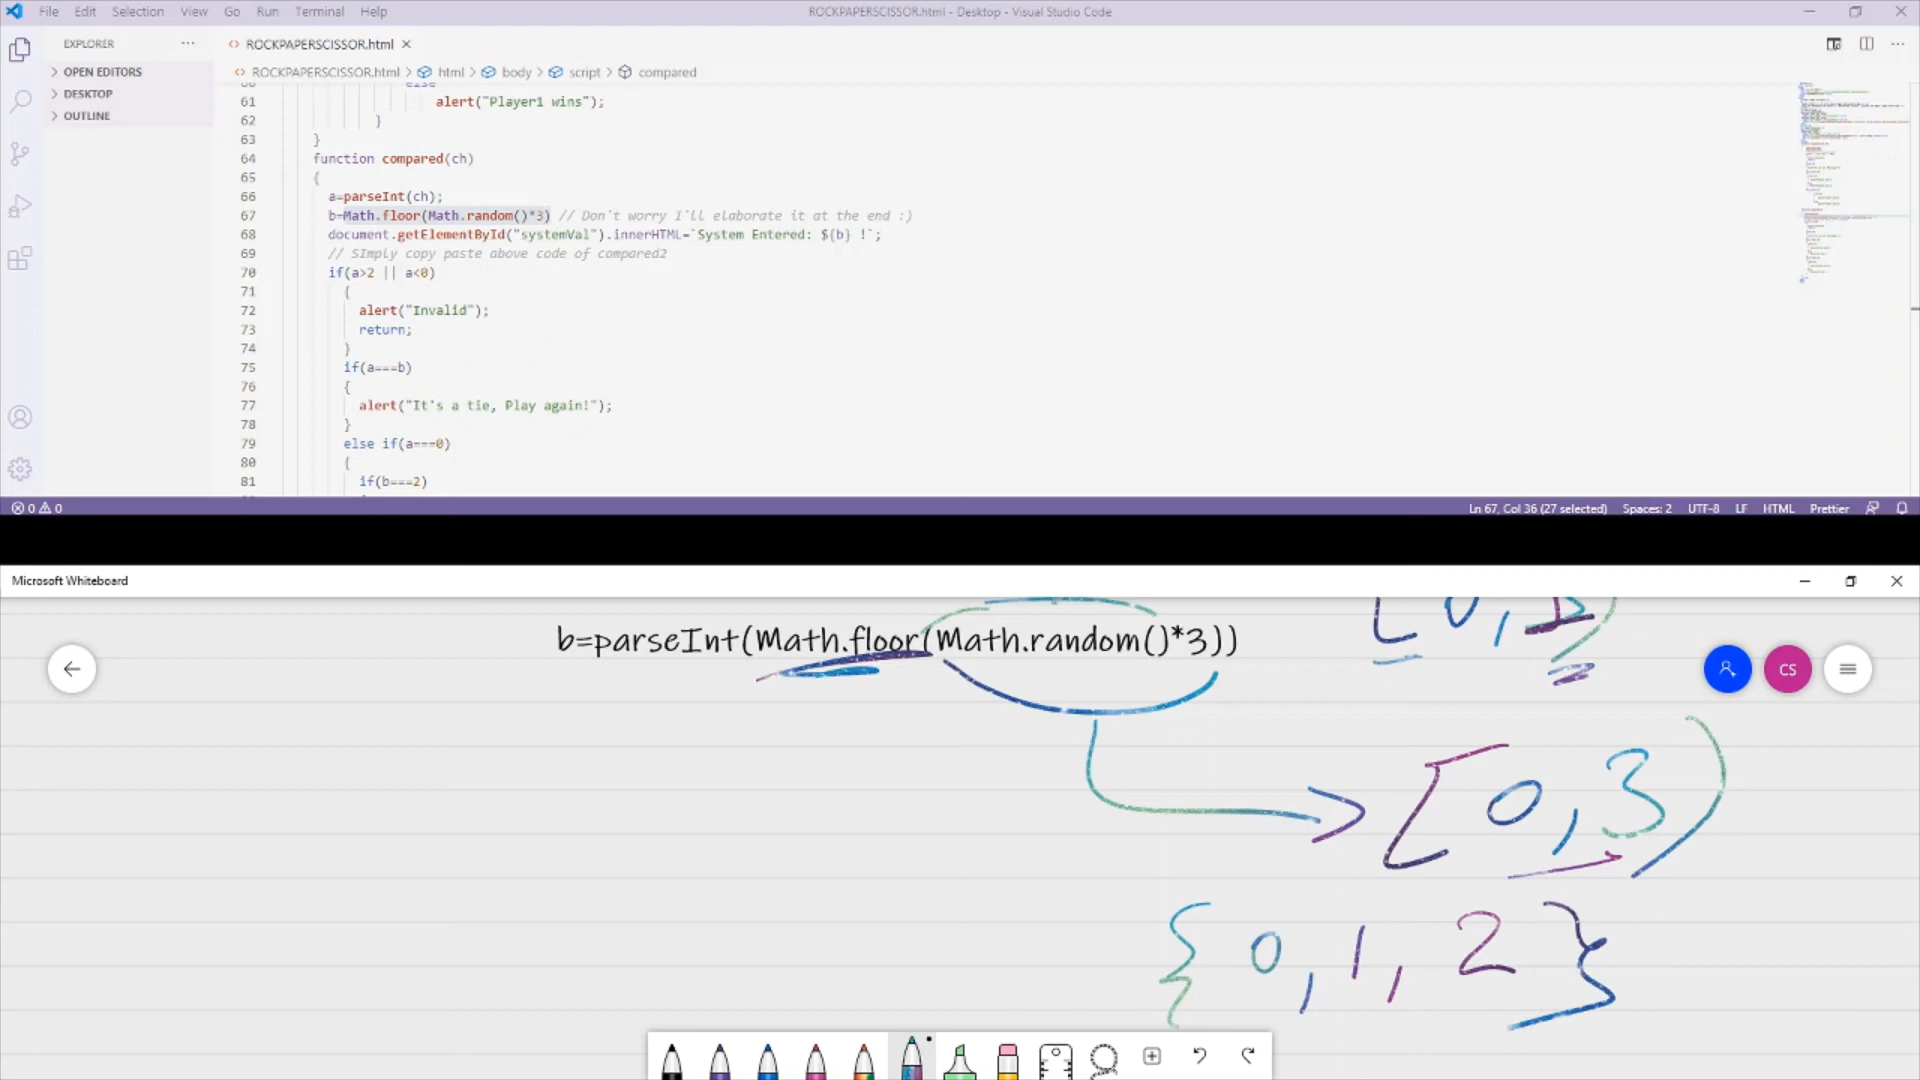 File Edit Selection View Go Run Terminal Help
ROCKPAPERSCISSOR.html - Desktop - Visual Studio Code
EXPLORER
ROCKPAPERSCISSOR.html
OPEN EDITORS
DESKTOP
OUTLINE
ROCKPAPERSCISSOR.html > html > body > script > compared
60 else
61 alert("Player1 wins");
62 }
63 }
64 function compared(ch)
65 {
66 a=parseInt(ch);
67 b=Math.floor(Math.random()*3) // Don't worry I'll elaborate it at the end :)
68 document.getElementById("systemVal").innerHTML=`System Entered: ${b} !`;
69 // SImply copy paste above code of compared2
70 if(a>2 || a<0)
71 {
72 alert("Invalid");
73 return;
74 }
75 if(a===b)
76 {
77 alert("It's a tie, Play again!");
78 }
79 else if(a===0)
80 {
81 if(b===2)
0 0
Ln 67, Col 36 (27 selected) Spaces: 2 UTF-8 LF HTML Prettier
Microsoft Whiteboard
b=parseInt(Math.floor(Math.random()*3))
[0,
CS
[0,3)
{0,1,2}